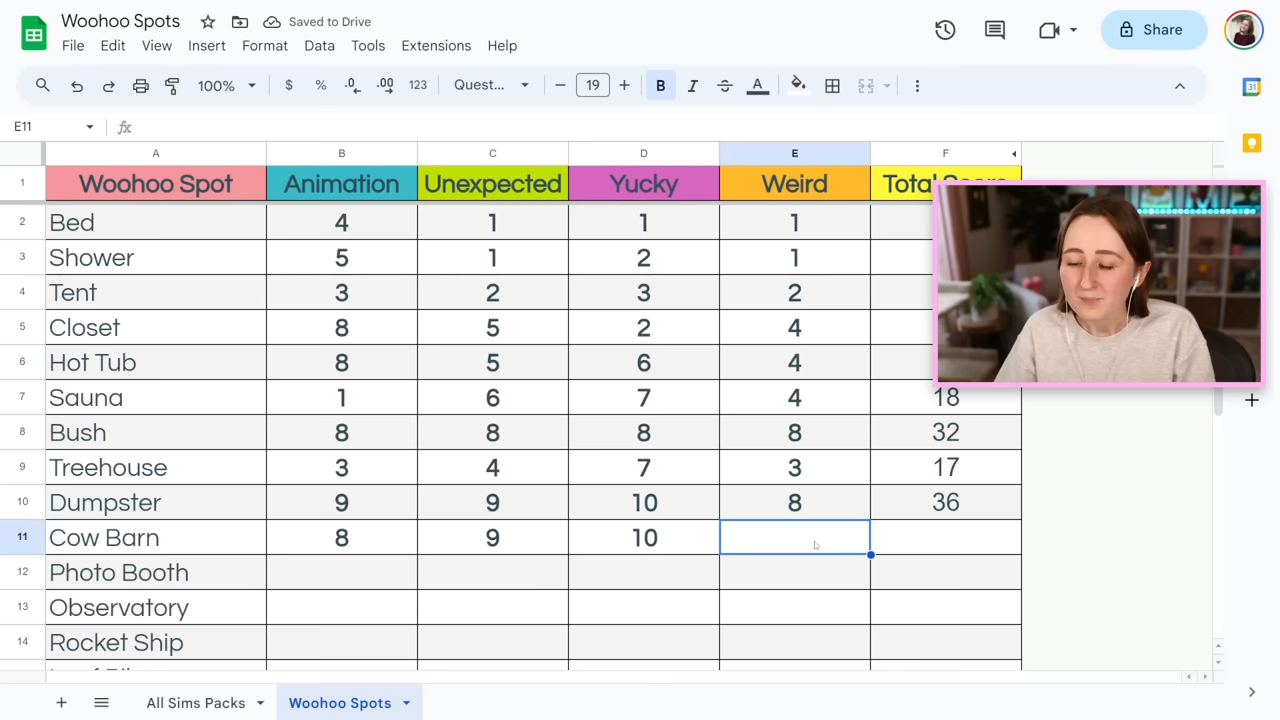 Woohoo Spots Saved to Drive
File Edit View Insert Format Data Tools Extensions Help
Share
100% $ % .0 .00 123 Quest... 19 B I S A
31
E11 fx
A B C D E F
1 Woohoo Spot Animation Unexpected Yucky Weird Total Score
2 Bed 4 1 1 1
3 Shower 5 1 2 1
4 Tent 3 2 3 2
5 Closet 8 5 2 4
6 Hot Tub 8 5 6 4
7 Sauna 1 6 7 4 18
8 Bush 8 8 8 8 32
9 Treehouse 3 4 7 3 17
10 Dumpster 9 9 10 8 36
11 Cow Barn 8 9 10
12 Photo Booth
13 Observatory
14 Rocket Ship
All Sims Packs Woohoo Spots